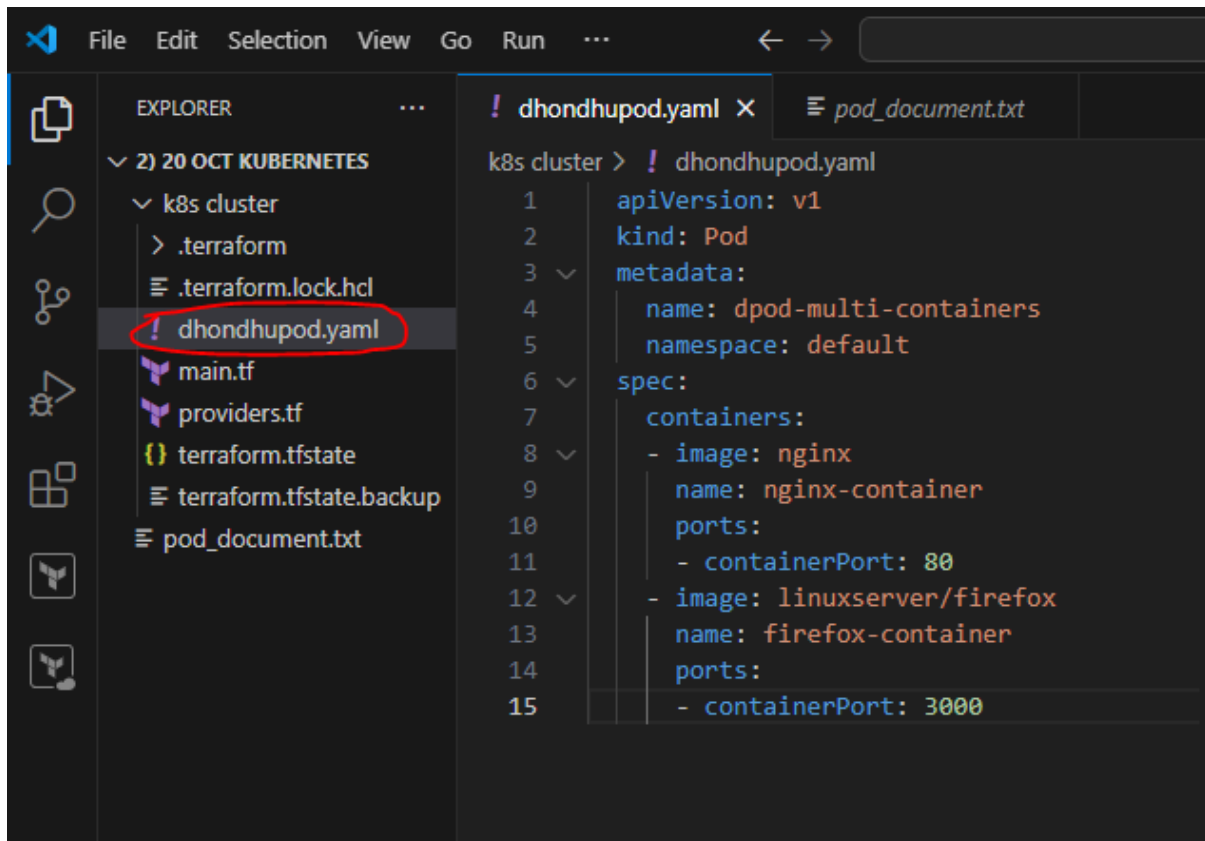 File Edit Selection View Go Run ···
EXPLORER ···
2) 20 OCT KUBERNETES
k8s cluster
.terraform
.terraform.lock.hcl
! dhondhupod.yaml
main.tf
providers.tf
{} terraform.tfstate
terraform.tfstate.backup
pod_document.txt
! dhondhupod.yaml ×
pod_document.txt
k8s cluster > ! dhondhupod.yaml
1 apiVersion: v1
2 kind: Pod
3 metadata:
4   name: dpod-multi-containers
5   namespace: default
6 spec:
7   containers:
8   - image: nginx
9     name: nginx-container
10     ports:
11     - containerPort: 80
12   - image: linuxserver/firefox
13     name: firefox-container
14     ports:
15     - containerPort: 3000